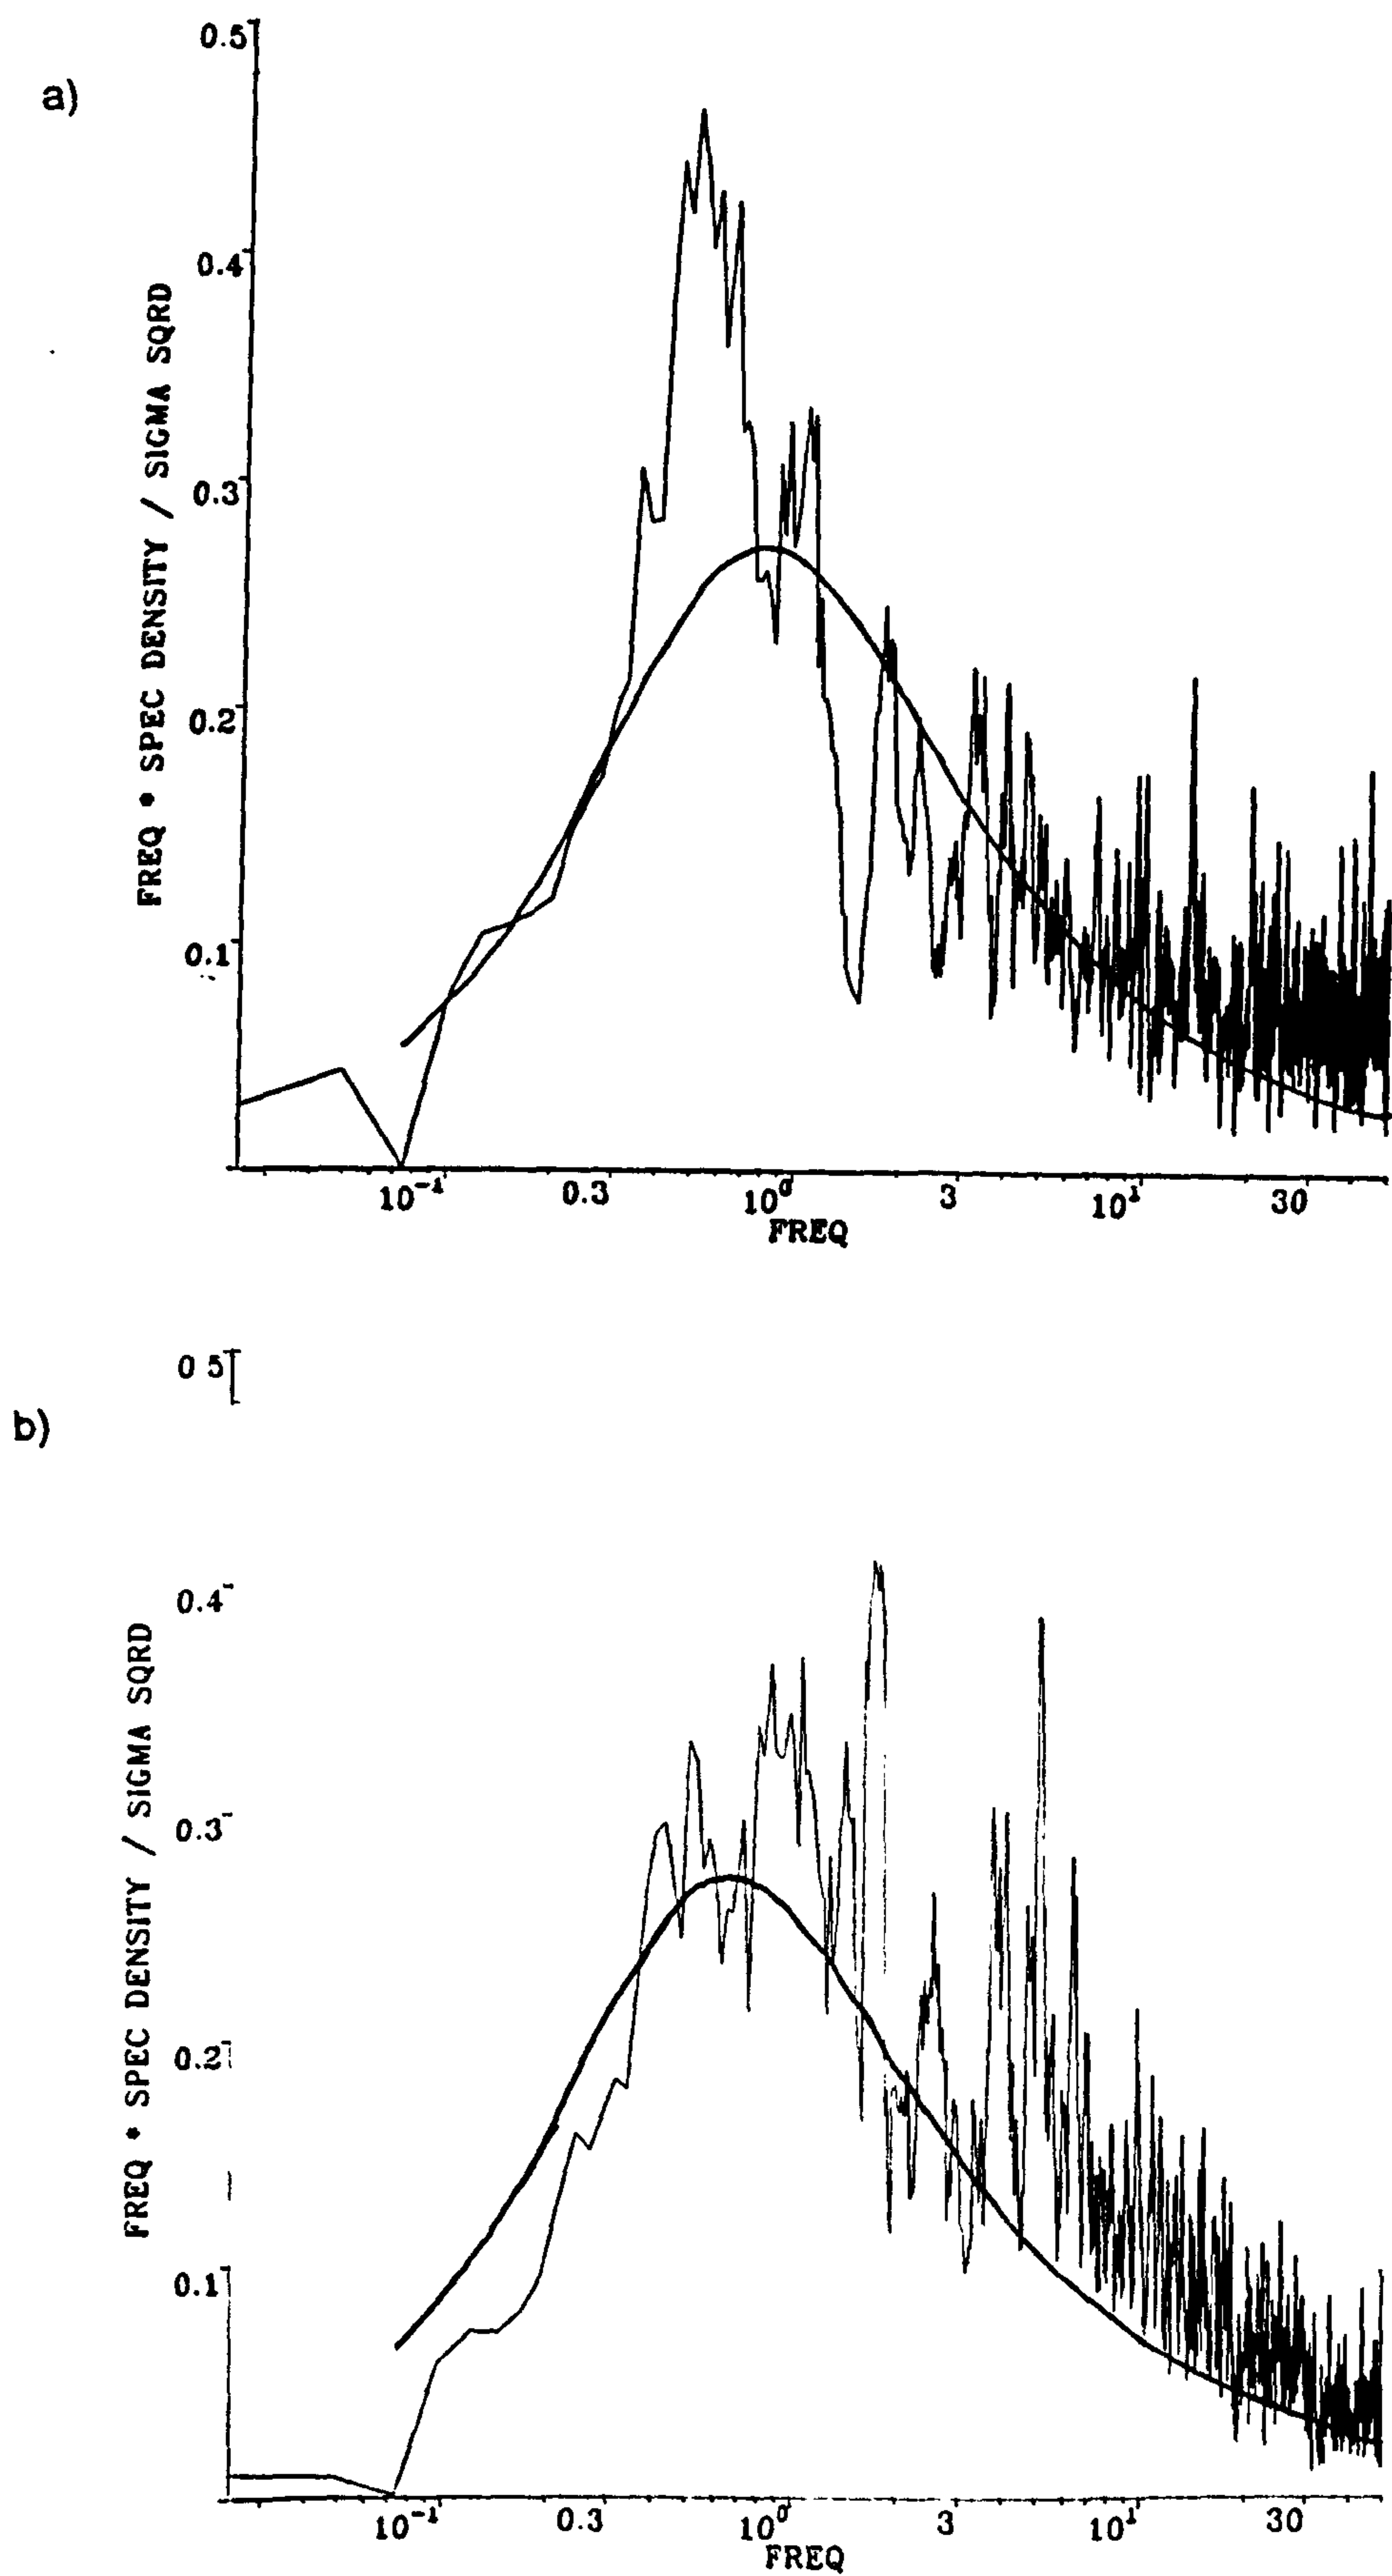 a)
0.5
0.4
0.3
0.2
0.1
FREQ * SPEC DENSITY / SIGMA SQRD
10⁻¹ 0.3 10⁰ 3 10¹ 30
FREQ
b)
0 5
0.4
0.3
0.2
0.1
FREQ * SPEC DENSITY / SIGMA SQRD
10⁻¹ 0.3 10⁰ 3 10¹ 30
FREQ